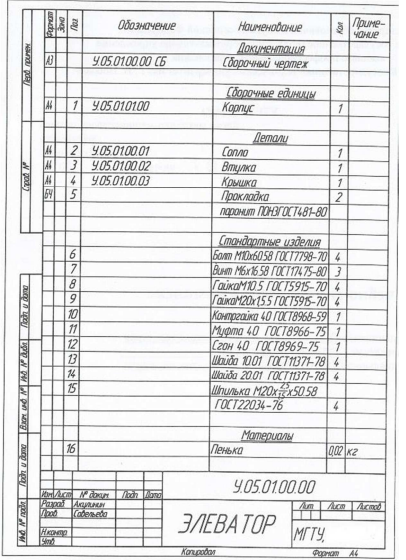 Формат Зона Поз Обозначение Наименование Кол Приме-
чание
Документация
А3 У.05.01.00.00 СБ Сборочный чертеж
Сборочные единицы
А4 1 У.05.01.01.00 Корпус 1
Детали
А4 2 У.05.01.00.01 Сопло 1
А4 3 У.05.01.00.02 Втулка 1
А4 4 У.05.01.00.03 Крышка 1
БЧ 5 Прокладка 2
паронит ПОН3ГОСТ481-80
Стандартные изделия
6 Болт М10х60.58 ГОСТ7798-70 4
7 Винт М6х16.58 ГОСТ17475-80 3
8 ГайкаМ10.5 ГОСТ5915-70 4
9 ГайкаМ20х1,5.5 ГОСТ5915-70 4
10 Контргайка 40 ГОСТ8968-59 1
11 Муфта 40 ГОСТ8966-75 1
12 Сгон 40 ГОСТ8969-75 1
13 Шайба 10.01 ГОСТ11371-78 4
14 Шайба 20.01 ГОСТ11371-78 4
15 Шпилька М20х х50.58
ГОСТ22034-76 4
Материалы
16 Пенька 0,02 кг
Перв. примен.
Справ. №
Подп. и дата
Инв. № дубл.
Взам. инв. №
Подп. и дата
Инв. № подл.
У.05.01.00.00
Изм. Лист № докум. Подп. Дата
Разраб. Акулинин
Пров. Савельева
Н.контр.
Утв.
ЭЛЕВАТОР
Лит. Лист Листов
МГТУ,
Копировал Формат А4